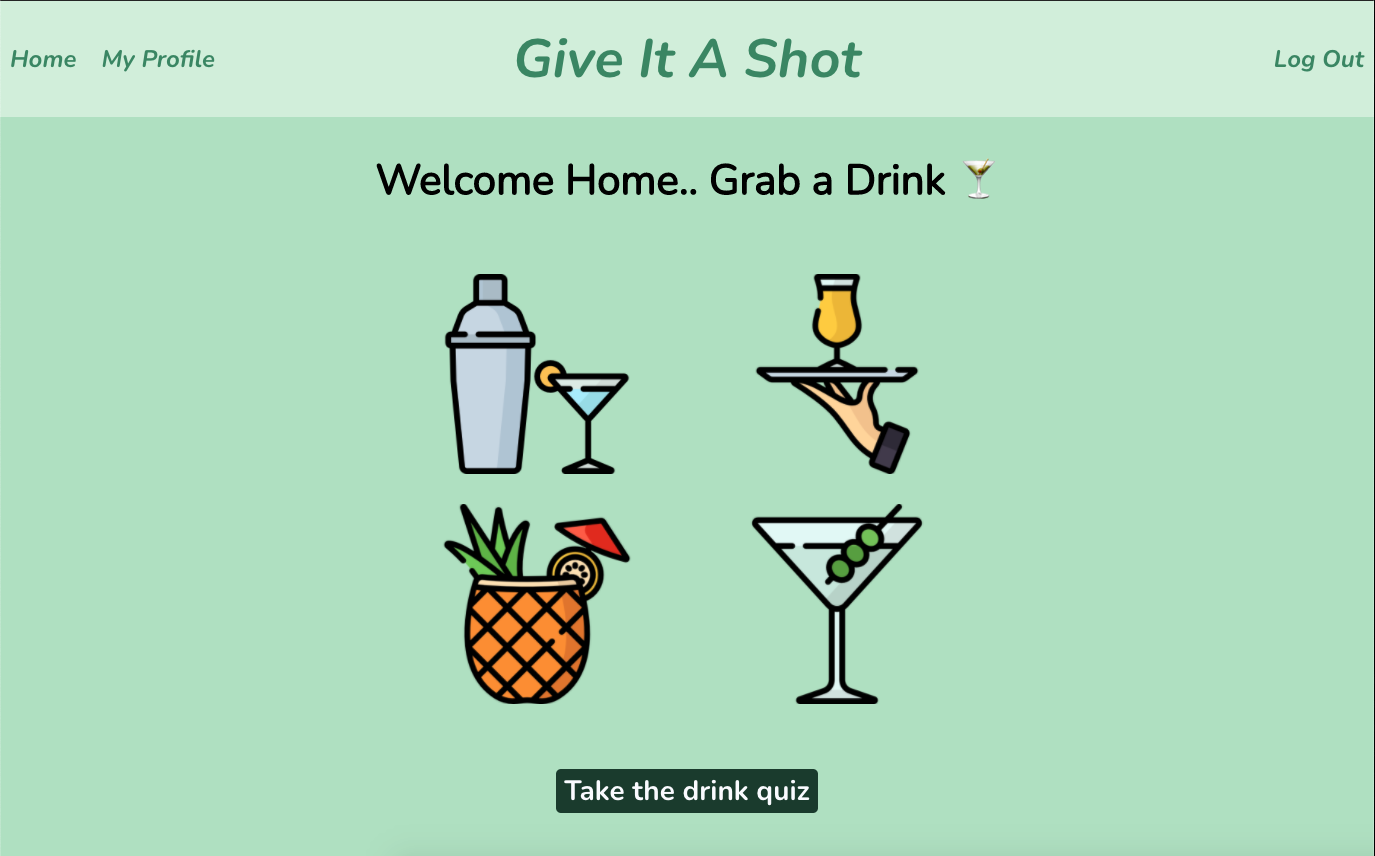 Home My Profile Give It A Shot Log Out
Welcome Home.. Grab a Drink 🍸
Take the drink quiz